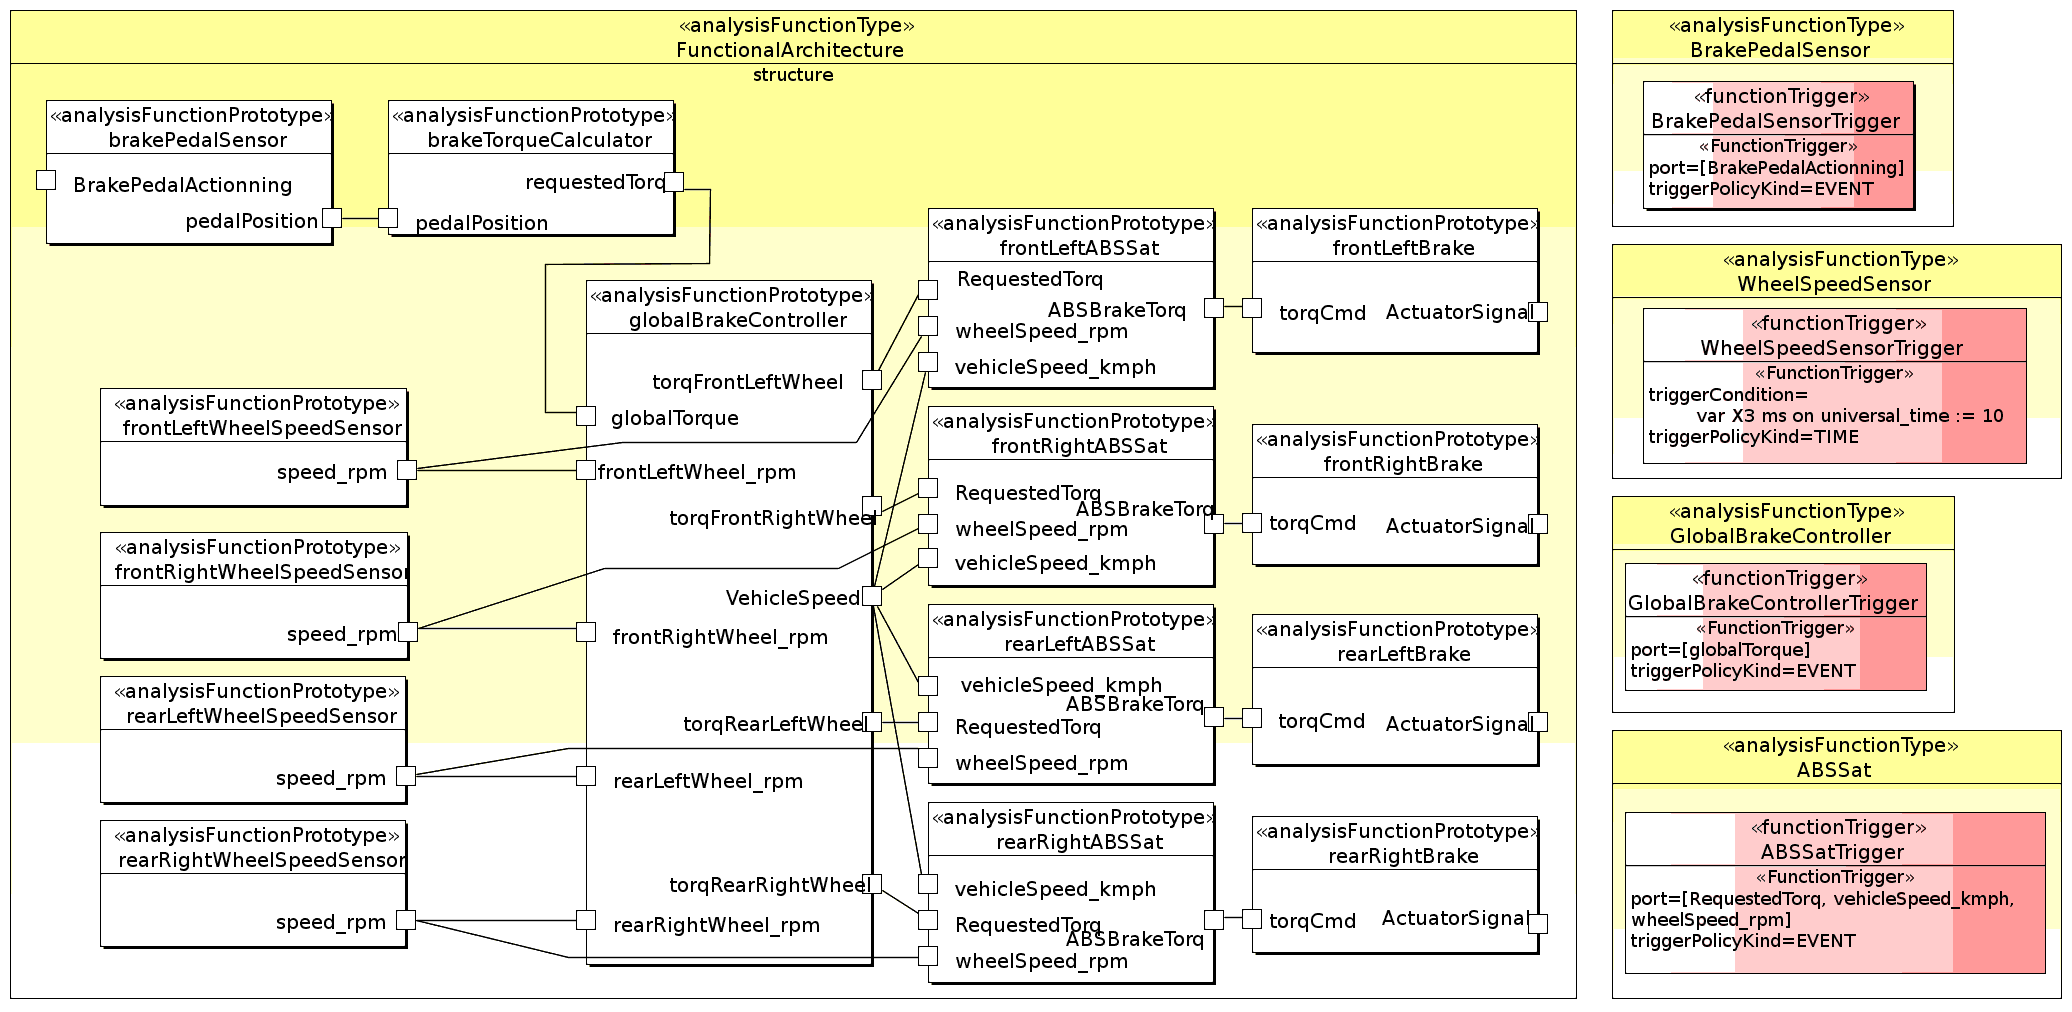 «analysisFunctionType»
FunctionalArchitecture
structure
«analysisFunctionPrototype»
brakePedalSensor
BrakePedalActionning
pedalPosition
«analysisFunctionPrototype»
brakeTorqueCalculator
requestedTorq
pedalPosition
«analysisFunctionPrototype»
frontLeftWheelSpeedSensor
speed_rpm
«analysisFunctionPrototype»
frontRightWheelSpeedSensor
speed_rpm
«analysisFunctionPrototype»
rearLeftWheelSpeedSensor
speed_rpm
«analysisFunctionPrototype»
rearRightWheelSpeedSensor
speed_rpm
«analysisFunctionPrototype»
globalBrakeController
torqFrontLeftWheel
globalTorque
frontLeftWheel_rpm
torqFrontRightWheel
VehicleSpeed
frontRightWheel_rpm
torqRearLeftWheel
rearLeftWheel_rpm
torqRearRightWheel
rearRightWheel_rpm
«analysisFunctionPrototype»
frontLeftABSSat
RequestedTorq
ABSBrakeTorq
wheelSpeed_rpm
vehicleSpeed_kmph
«analysisFunctionPrototype»
frontRightABSSat
RequestedTorq
ABSBrakeTorq
wheelSpeed_rpm
vehicleSpeed_kmph
«analysisFunctionPrototype»
rearLeftABSSat
vehicleSpeed_kmph
ABSBrakeTorq
RequestedTorq
wheelSpeed_rpm
«analysisFunctionPrototype»
rearRightABSSat
vehicleSpeed_kmph
RequestedTorq
ABSBrakeTorq
wheelSpeed_rpm
«analysisFunctionPrototype»
frontLeftBrake
torqCmd ActuatorSignal
«analysisFunctionPrototype»
frontRightBrake
torqCmd ActuatorSignal
«analysisFunctionPrototype»
rearLeftBrake
torqCmd ActuatorSignal
«analysisFunctionPrototype»
rearRightBrake
torqCmd ActuatorSignal
«analysisFunctionType»
BrakePedalSensor
«functionTrigger»
BrakePedalSensorTrigger
«FunctionTrigger»
port=[BrakePedalActionning]
triggerPolicyKind=EVENT
«analysisFunctionType»
WheelSpeedSensor
«functionTrigger»
WheelSpeedSensorTrigger
«FunctionTrigger»
triggerCondition=
var X3 ms on universal_time := 10
triggerPolicyKind=TIME
«analysisFunctionType»
GlobalBrakeController
«functionTrigger»
GlobalBrakeControllerTrigger
«FunctionTrigger»
port=[globalTorque]
triggerPolicyKind=EVENT
«analysisFunctionType»
ABSSat
«functionTrigger»
ABSSatTrigger
«FunctionTrigger»
port=[RequestedTorq, vehicleSpeed_kmph,
wheelSpeed_rpm]
triggerPolicyKind=EVENT